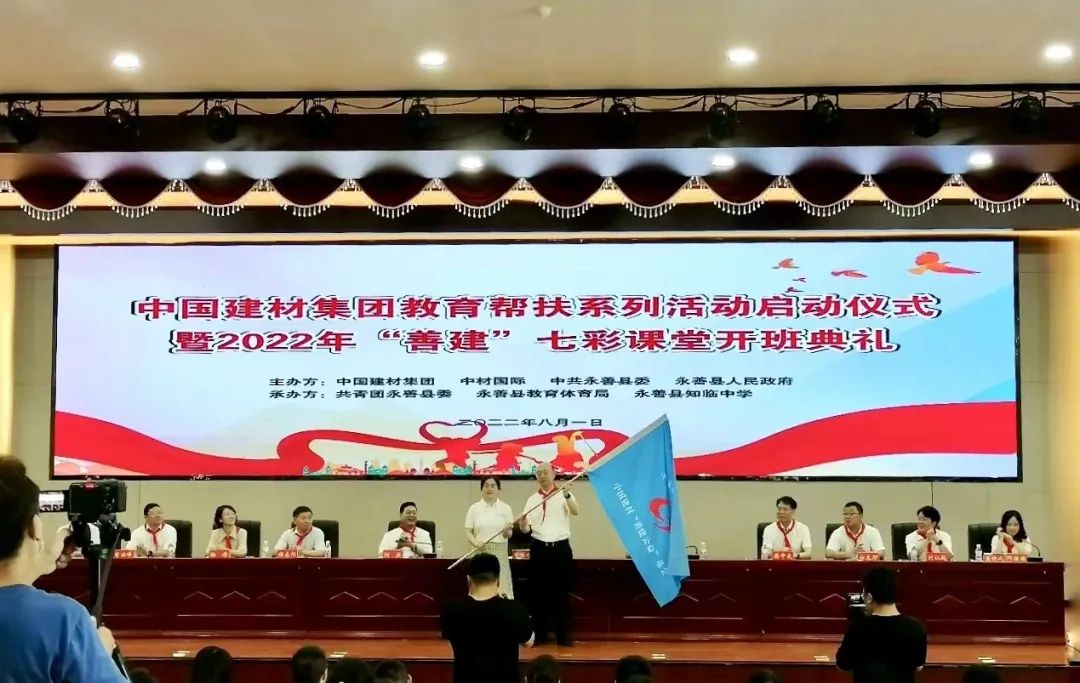 中国建材集团教育帮扶系列活动启动仪式
暨2022年“善建”七彩课堂开班典礼
主办方：中国建材集团 中材国际 中共永善县委 永善县人民政府
承办方：共青团永善县委 永善县教育体育局 永善县知临中学
二〇二二年八月一日